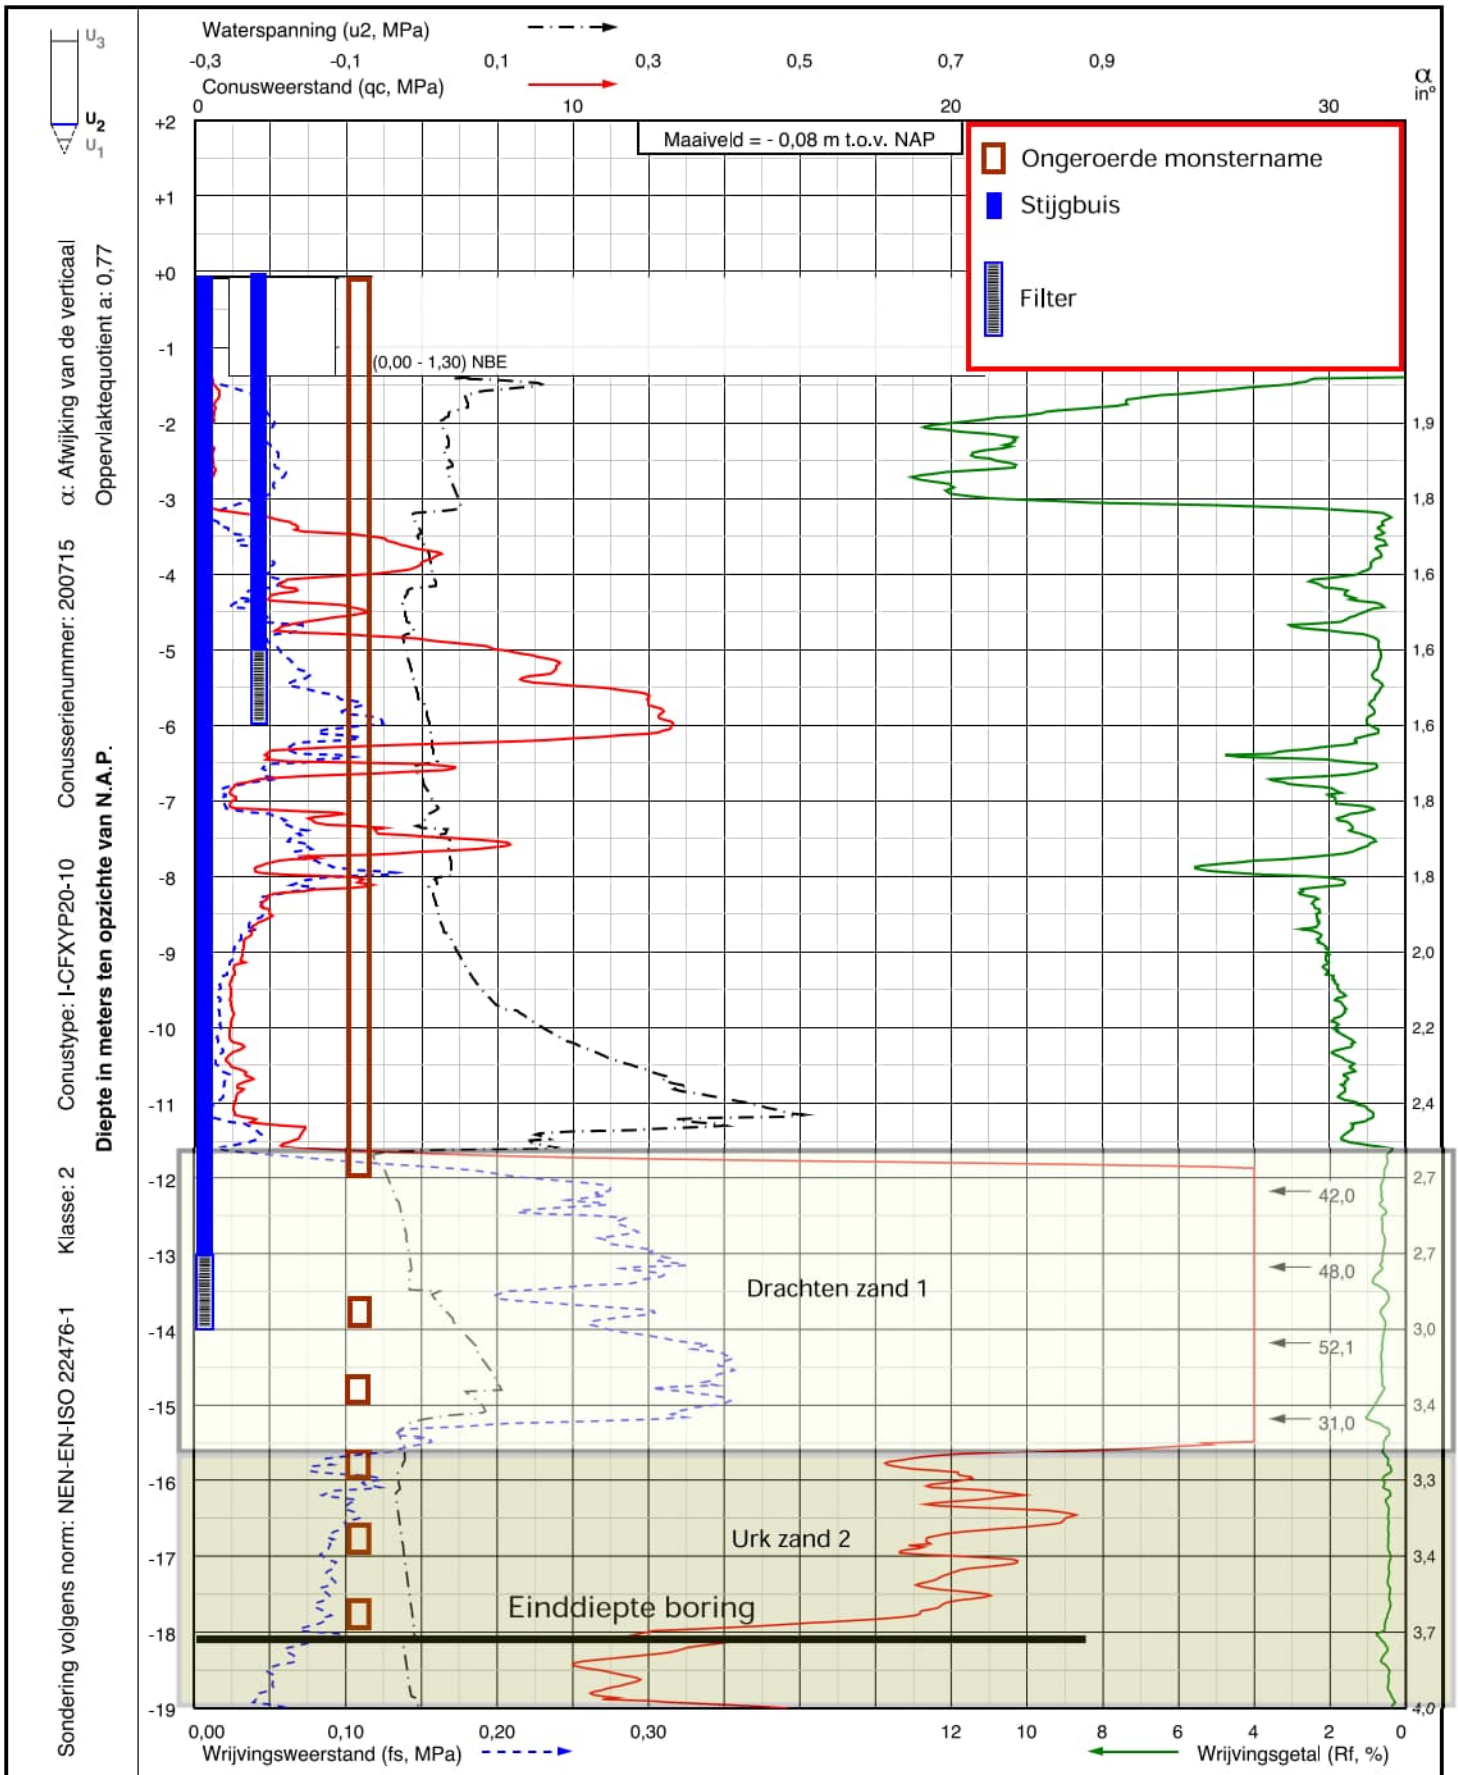 U3
U2
U1
Waterspanning (u2, MPa)
-0,3 -0,1 0,1 0,3 0,5 0,7 0,9
Conusweerstand (qc, MPa)
0 10 20 30
α
in°
Maaiveld = - 0,08 m t.o.v. NAP
Ongeroerde monstername
Stijgbuis
Filter
+2
+1
+0
-1
(0,00 - 1,30) NBE
-2 1,9
-3 1,8
-4 1,6
-5 1,6
-6 1,6
-7 1,8
-8 1,8
-9 2,0
-10 2,2
-11 2,4
-12 2,7
42,0
-13 2,7
48,0
Drachten zand 1
-14 3,0
52,1
-15 3,4
31,0
-16 3,3
Urk zand 2
-17 3,4
Einddiepte boring
-18 3,7
-19 4,0
0,00 0,10 0,20 0,30 12 10 8 6 4 2 0
Wrijvingsweerstand (fs, MPa)
Wrijvingsgetal (Rf, %)
Sondering volgens norm: NEN-EN-ISO 22476-1 Klasse: 2 Conustype: I-CFXYP20-10 Conusserienummer: 200715 α: Afwijking van de verticaal
Oppervlaktequotient a: 0,77
Diepte in meters ten opzichte van N.A.P.